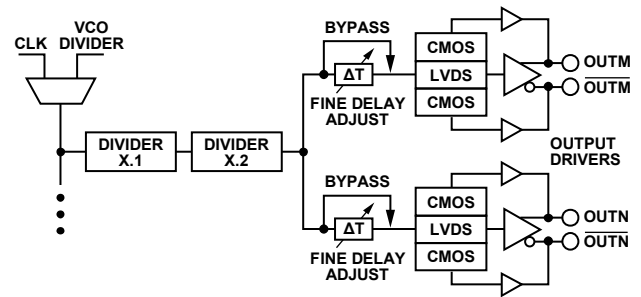 VCO
CLK DIVIDER
DIVIDER
X.1
DIVIDER
X.2
BYPASS
ΔT
FINE DELAY
ADJUST
CMOS
LVDS
CMOS
OUTM
OUTM
OUTPUT
DRIVERS
BYPASS
ΔT
FINE DELAY
ADJUST
CMOS
LVDS
CMOS
OUTN
OUTN